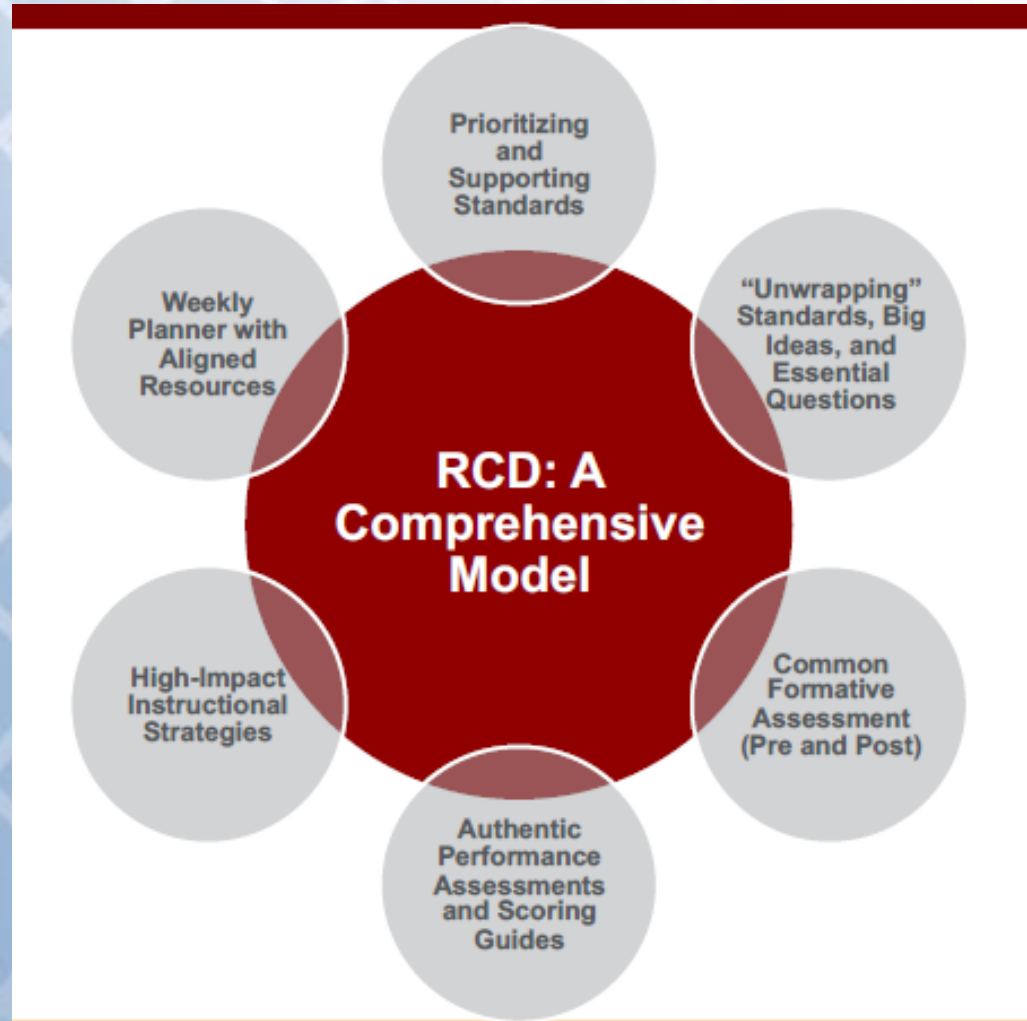 Prioritizing
and
Supporting
Standards
“Unwrapping”
Standards, Big
Ideas, and
Essential
Questions
Common
Formative
Assessment
(Pre and Post)
Authentic
Performance
Assessments
and Scoring
Guides
High-Impact
Instructional
Strategies
Weekly
Planner with
Aligned
Resources
RCD: A
Comprehensive
Model